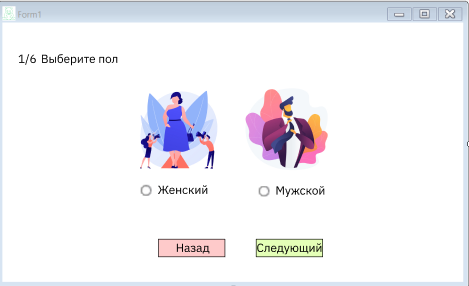 Form1
1/6 Выберите пол
Женский
Мужской
Назад
Следующий